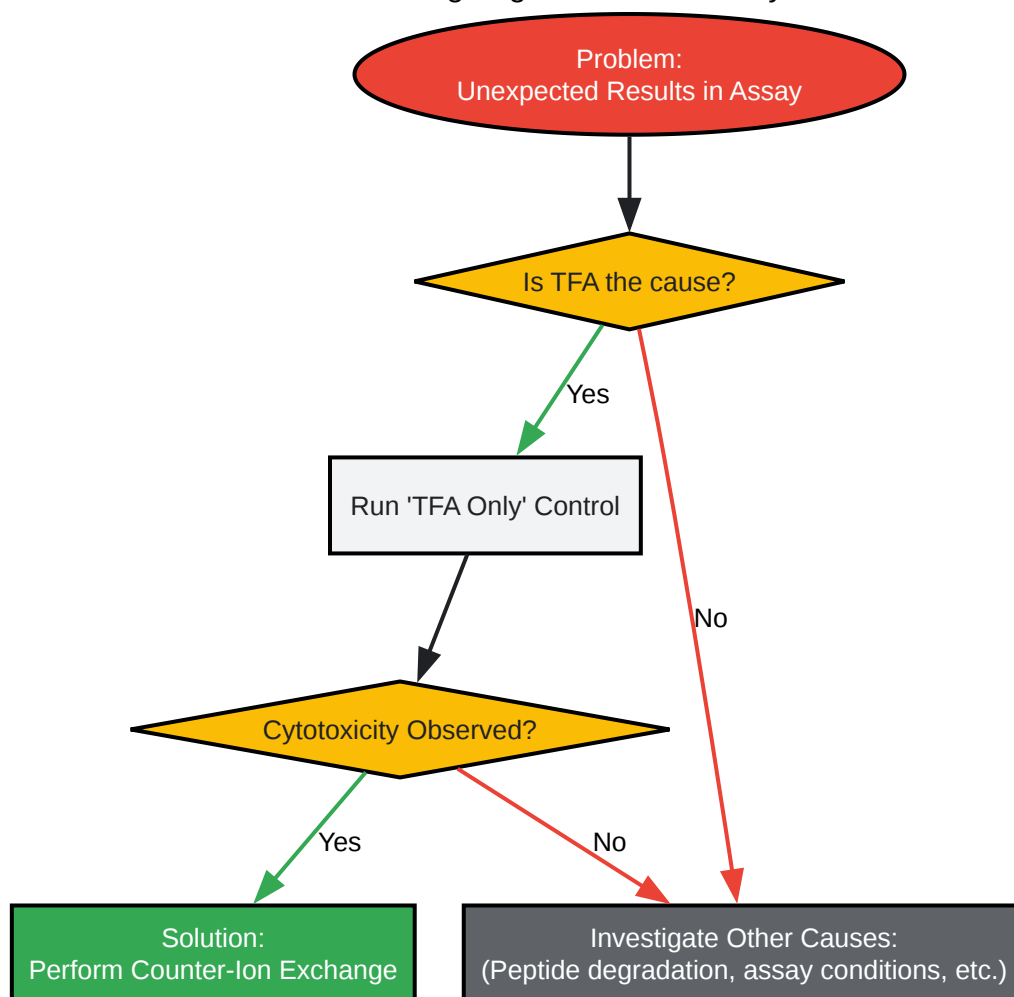 Problem:
Unexpected Results in Assay
Is TFA the cause?
Yes
Run 'TFA Only' Control
No
Cytotoxicity Observed?
Yes
No
Solution:
Perform Counter-Ion Exchange
Investigate Other Causes:
(Peptide degradation, assay conditions, etc.)